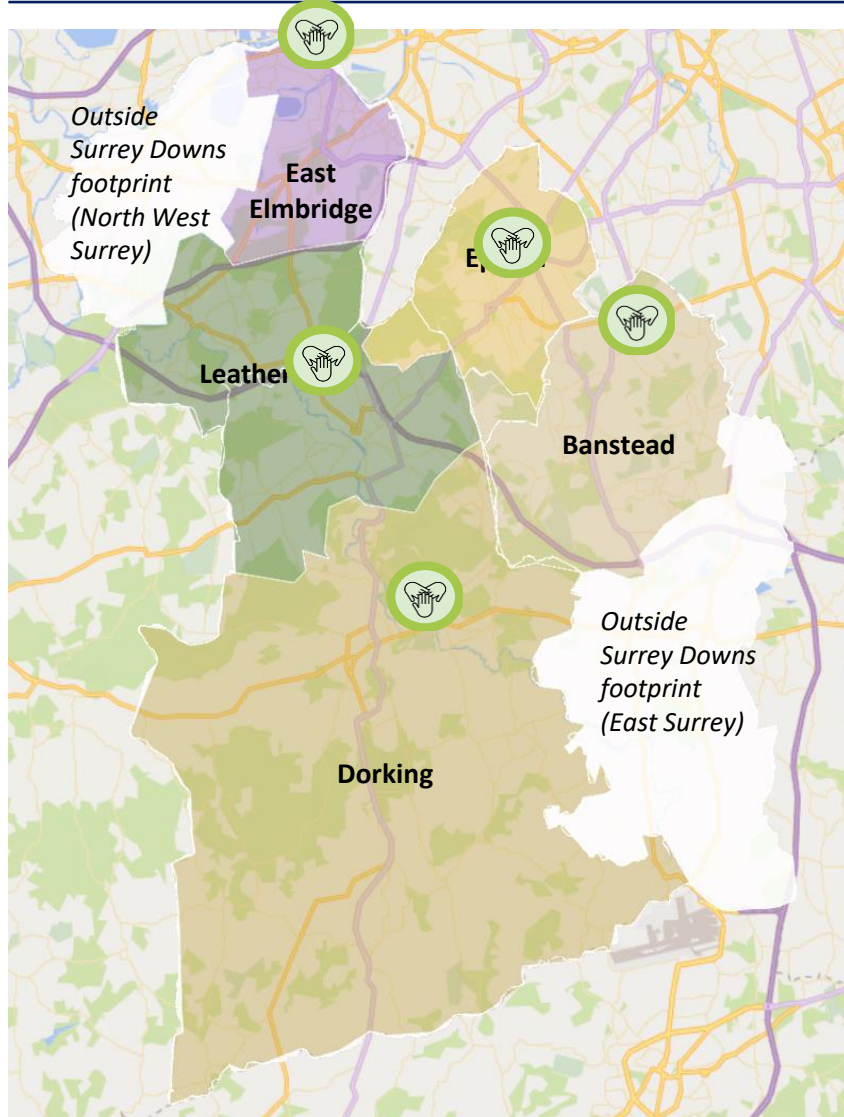 Outside
Surrey Downs
footprint
(North West
Surrey)
East
Elmbridge
Banstead
Outside
Surrey Downs
footprint
(East Surrey)
Dorking